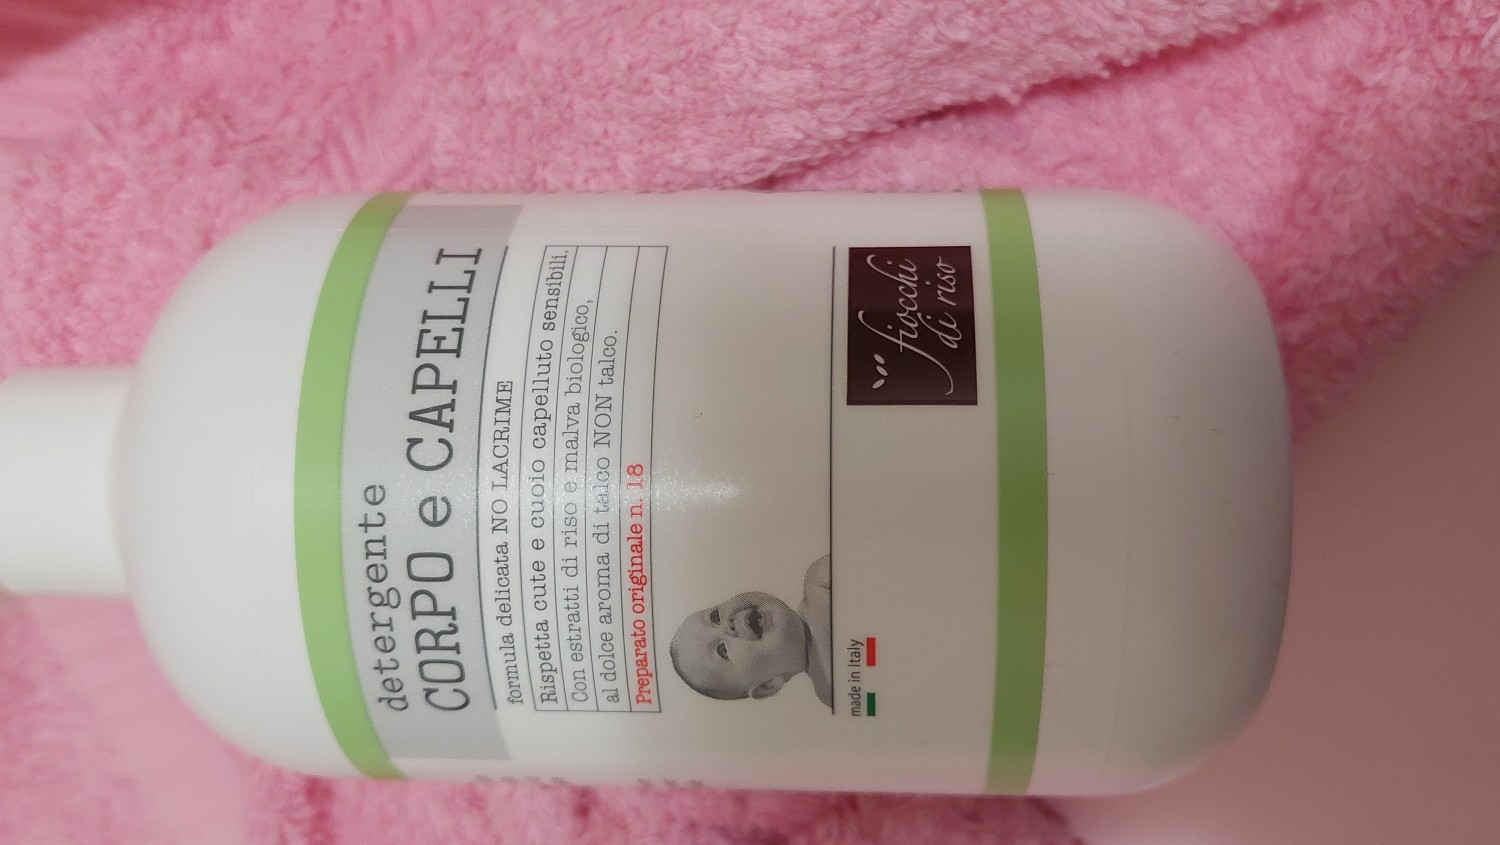 detergente
CORPO e CAPELLI
formula delicata NO LACRIME
Rispetta cute e cuoio capelluto sensibili.
Con estratti di riso e malva biologico,
al dolce aroma di talco NON talco.
Preparato originale n. 18
made in Italy
fiocchi
di riso